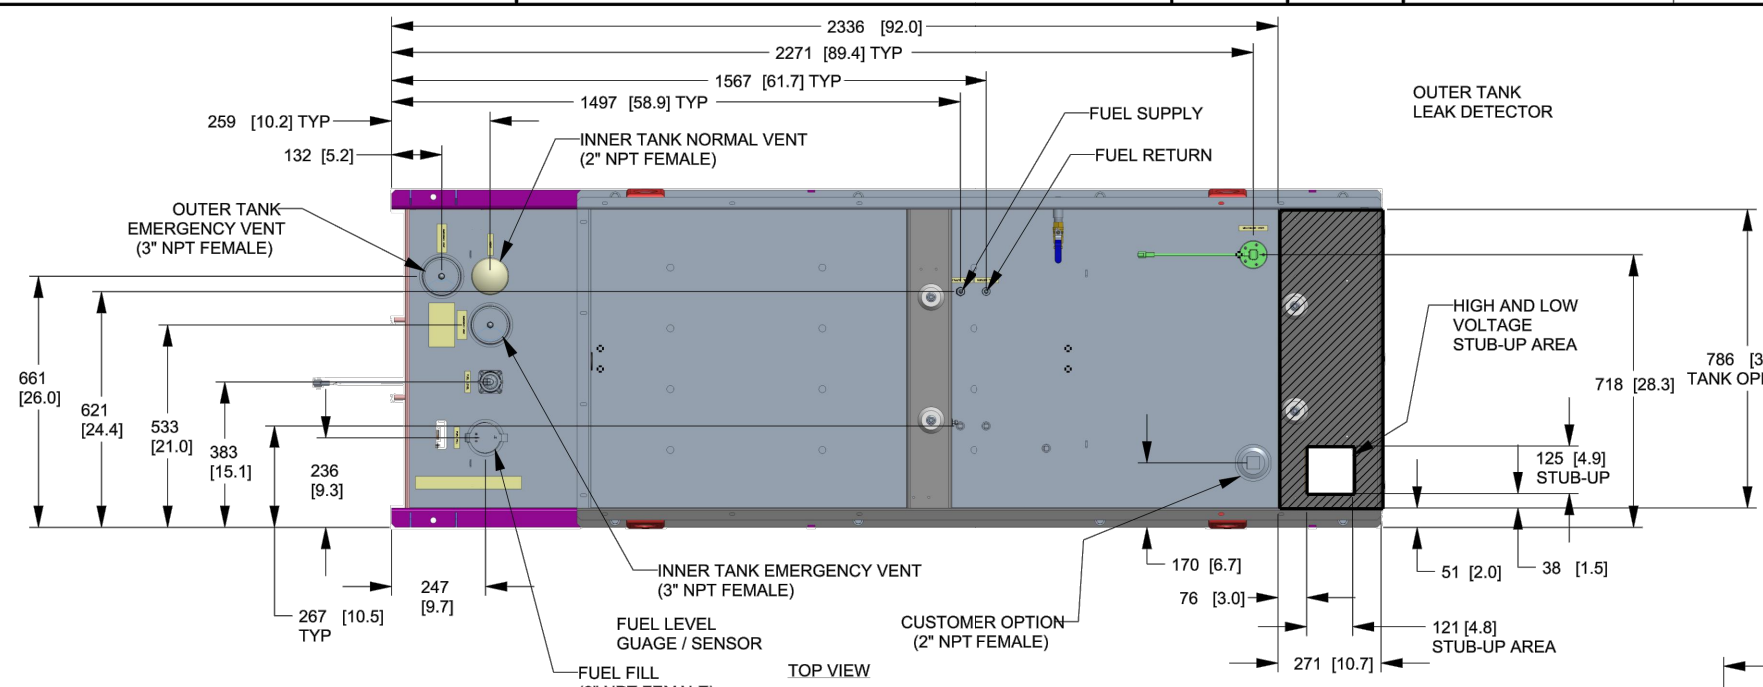 2336 [92.0]
2271 [89.4] TYP
1567 [61.7] TYP
1497 [58.9] TYP
259 [10.2] TYP
132 [5.2]
INNER TANK NORMAL VENT
(2" NPT FEMALE)
FUEL SUPPLY
FUEL RETURN
OUTER TANK
LEAK DETECTOR
OUTER TANK
EMERGENCY VENT
(3" NPT FEMALE)
HIGH AND LOW
VOLTAGE
STUB-UP AREA
661
[26.0]
621
[24.4]
533
[21.0]
383
[15.1]
236
[9.3]
267 [10.5]
TYP
247
[9.7]
INNER TANK EMERGENCY VENT
(3" NPT FEMALE)
FUEL LEVEL
GUAGE / SENSOR
FUEL FILL
TOP VIEW
CUSTOMER OPTION
(2" NPT FEMALE)
170 [6.7]
76 [3.0]
121 [4.8]
STUB-UP AREA
271 [10.7]
51 [2.0]
38 [1.5]
125 [4.9]
STUB-UP
718 [28.3]
786 [3
TANK OP